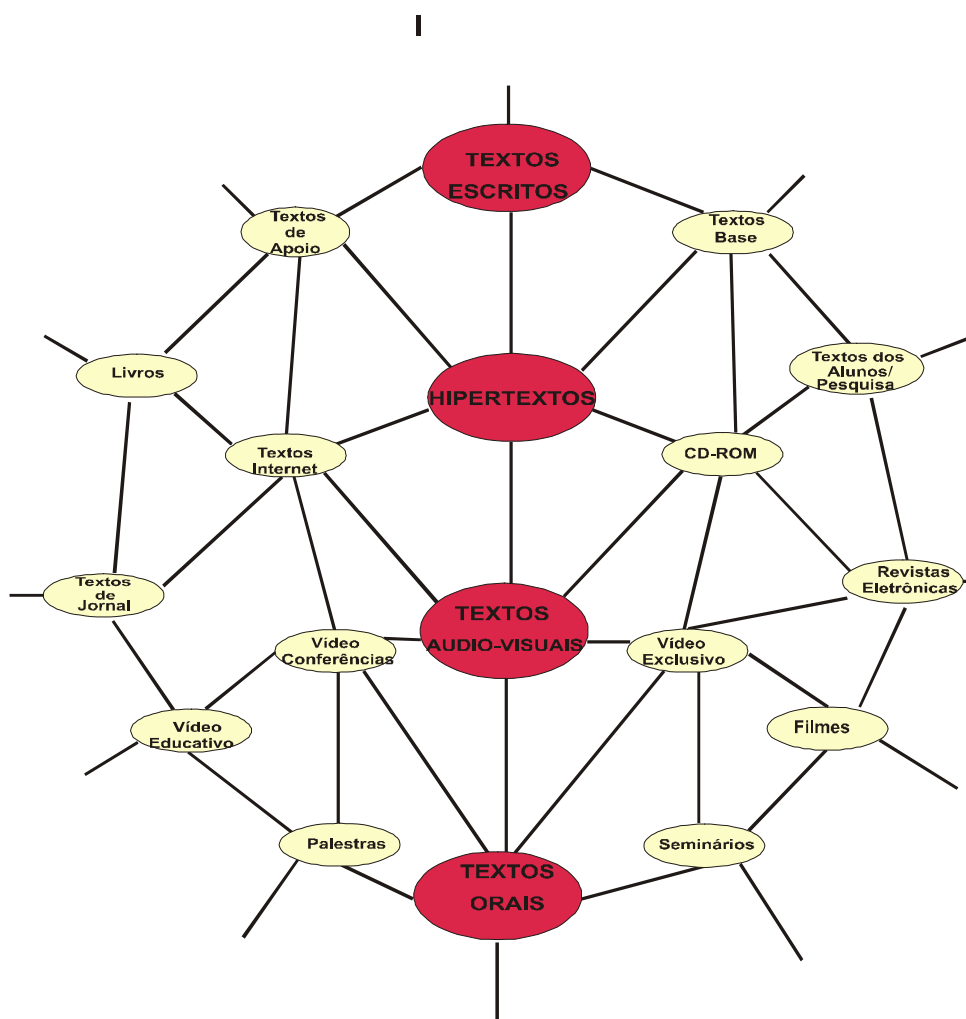 I
TEXTOS
ESCRITOS
Textos
de
Apoio
Textos
Base
Livros
HIPERTEXTOS
Textos dos
Alunos/
Pesquisa
Textos
Internet
CD-ROM
Textos
de
Jornal
TEXTOS
AUDIO-VISUAIS
Revistas
Eletrônicas
Vídeo
Conferências
Vídeo
Exclusivo
Vídeo
Educativo
Filmes
Palestras
TEXTOS
ORAIS
Seminários